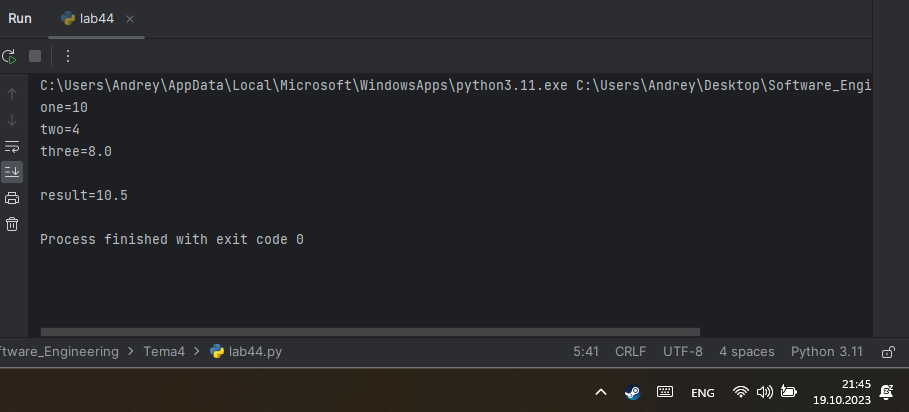 Run lab44
C:\Users\Andrey\AppData\Local\Microsoft\WindowsApps\python3.11.exe C:\Users\Andrey\Desktop\Software_Engi
one=10
two=4
three=8.0
result=10.5
Process finished with exit code 0
ftware_Engineering > Tema4 > lab44.py 5:41 CRLF UTF-8 4 spaces Python 3.11
ENG 21:45
19.10.2023